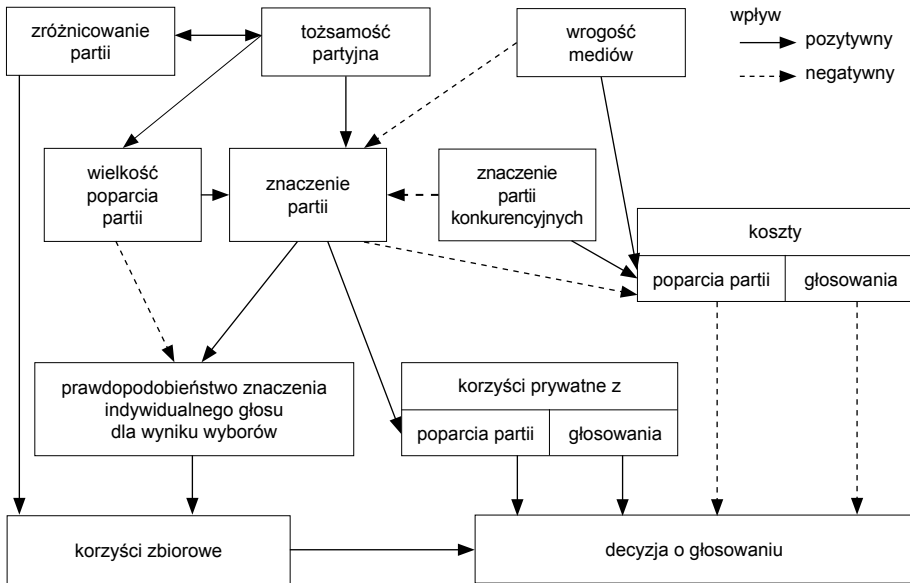 zróżnicowanie
partii
tożsamość
partyjna
wrogość
mediów
wpływ
pozytywny
negatywny
wielkość
poparcia
partii
znaczenie
partii
znaczenie
partii
konkurencyjnych
koszty
poparcia partii
głosowania
prawdopodobieństwo znaczenia
indywidualnego głosu
dla wyniku wyborów
korzyści prywatne z
poparcia partii
głosowania
korzyści zbiorowe
decyzja o głosowaniu